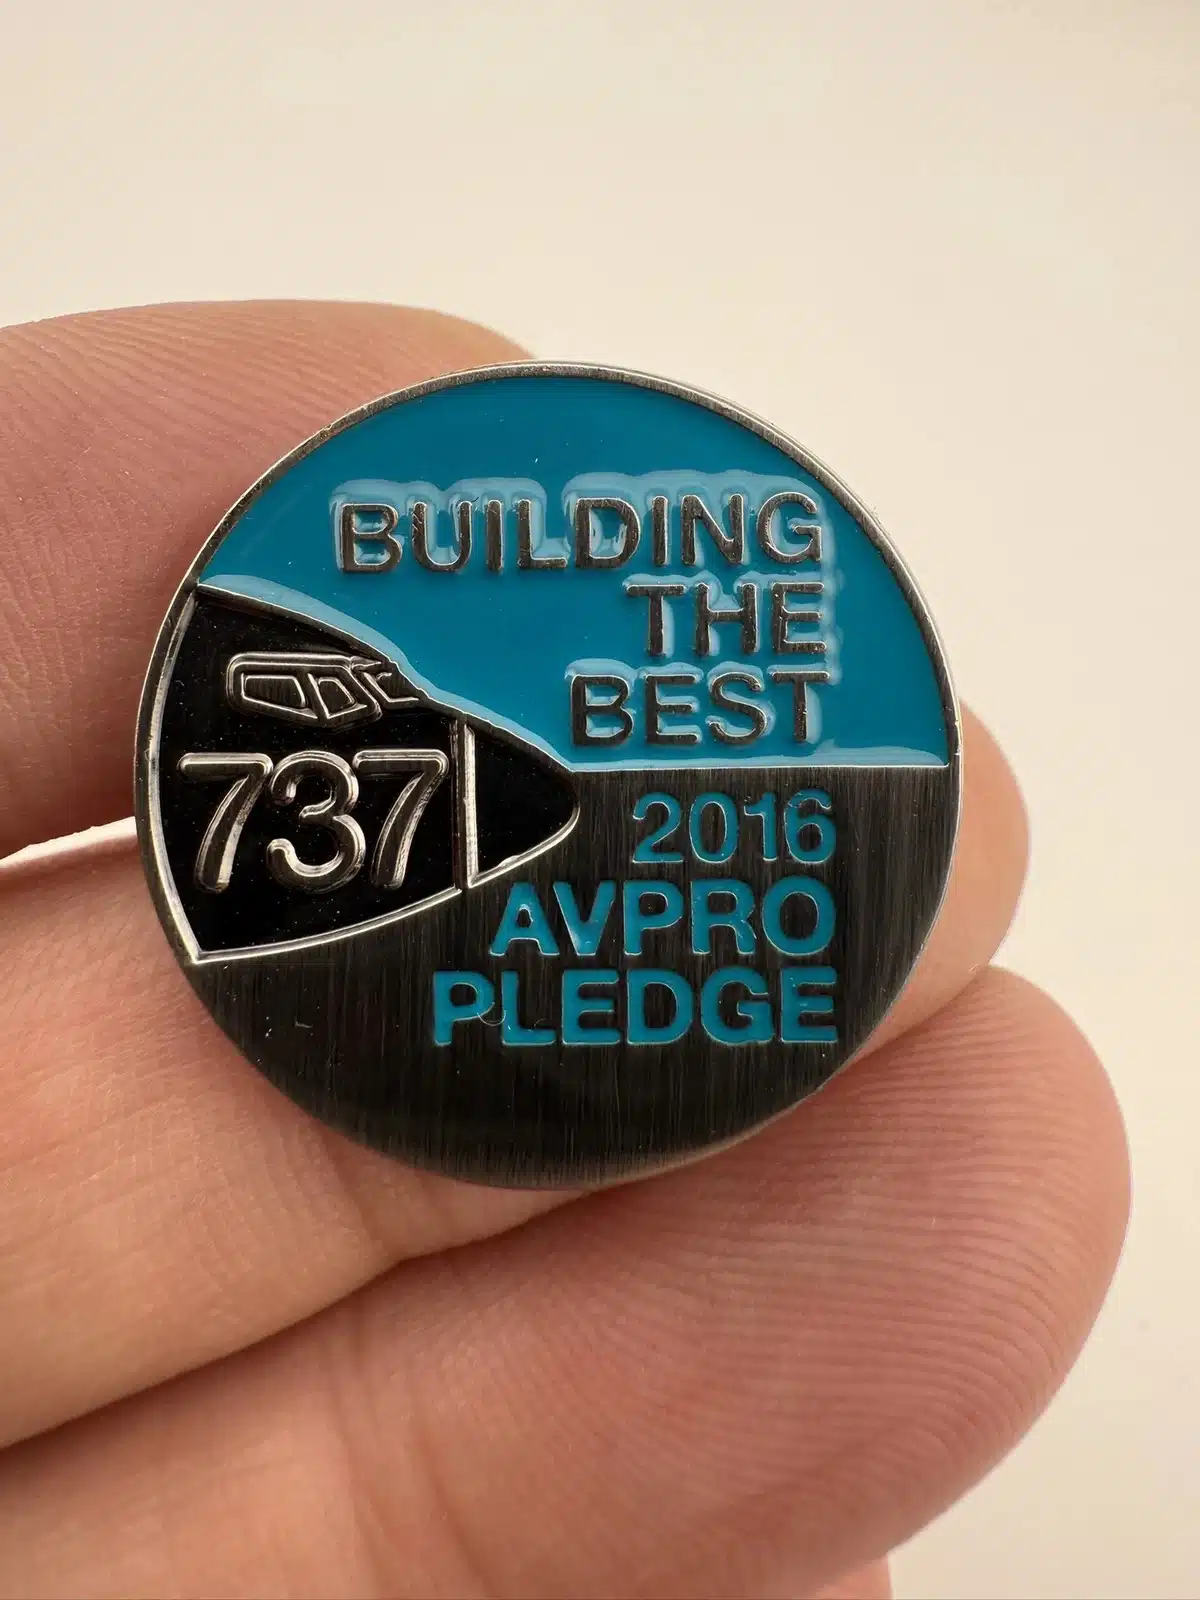 BUILDING
THE
BEST
737
2016
AVPRO
PLEDGE